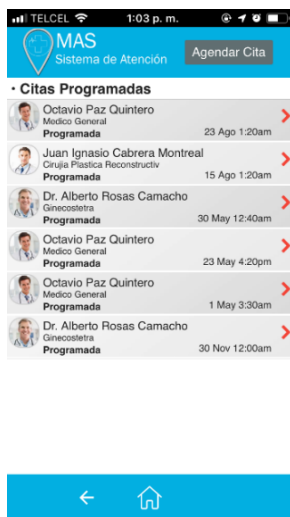 TELCEL 1:03 p. m.
MAS
Sistema de Atención
Agendar Cita
· Citas Programadas
Octavio Paz Quintero
Medico General
Programada 23 Ago 1:20am
Juan Ignasio Cabrera Montreal
Cirujia Plastica Reconstructiv
Programada 15 Ago 1:20am
Dr. Alberto Rosas Camacho
Ginecostetra
Programada 30 May 12:40am
Octavio Paz Quintero
Medico General
Programada 23 May 4:20pm
Octavio Paz Quintero
Medico General
Programada 1 May 3:30am
Dr. Alberto Rosas Camacho
Ginecostetra
Programada 30 Nov 12:00am